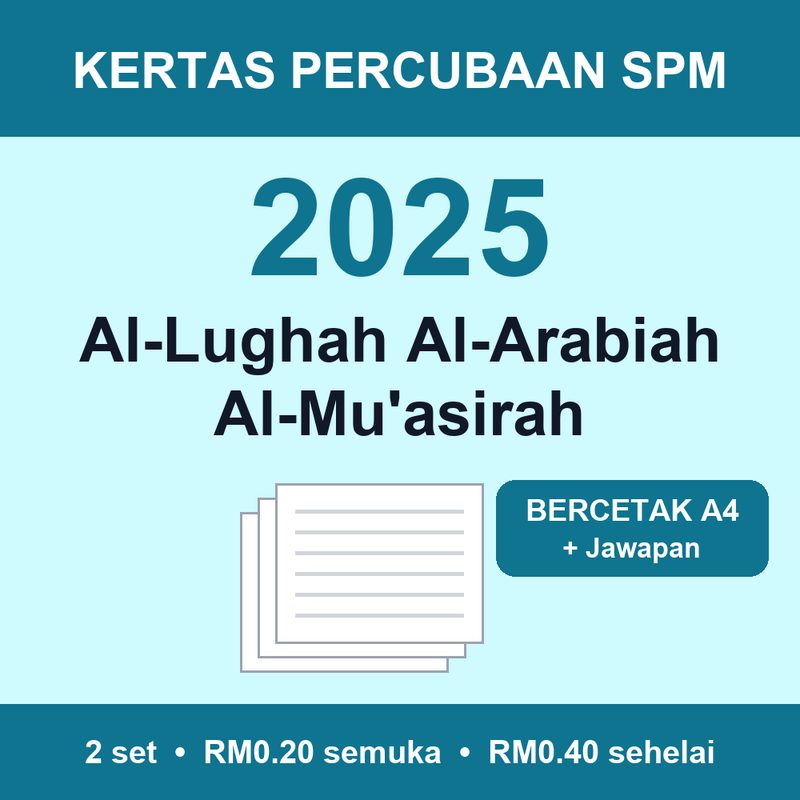 KERTAS PERCUBAAN SPM
2025
Al-Lughah Al-Arabiah
Al-Mu'asirah
BERCETAK A4
+ Jawapan
2 set • RM0.20 semuka • RM0.40 sehelai